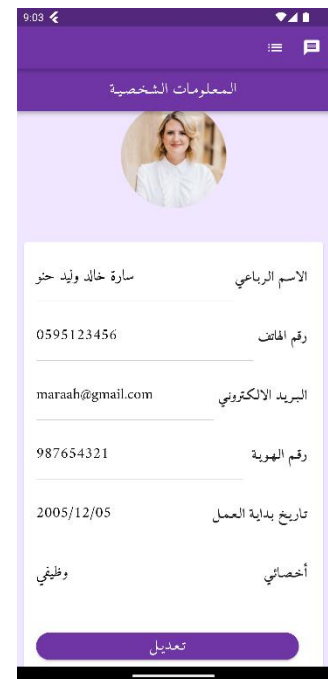 9:03
المعلومات الشخصية
الاسم الرباعي سارة خالد وليد حنو
رقم الهاتف 0595123456
البريد الالكتروني maraah@gmail.com
رقم الهوية 987654321
تاريخ بداية العمل 2005/12/05
أخصائي وظيفي
تعديل